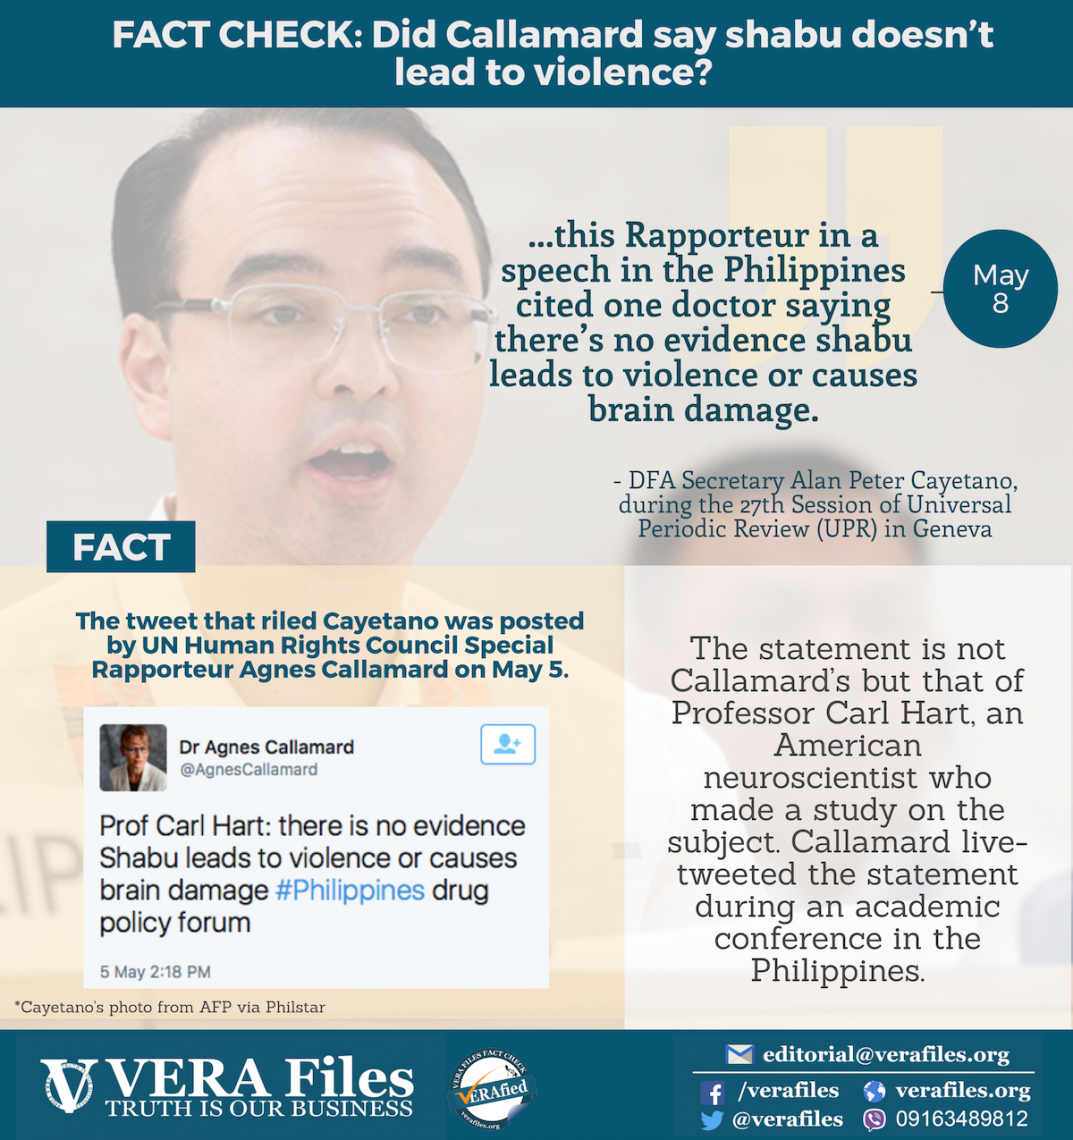 FACT CHECK: Did Callamard say shabu doesn't
lead to violence?
...this Rapporteur in a
speech in the Philippines
cited one doctor saying
there's no evidence shabu
leads to violence or causes
brain damage.
May
8
- DFA Secretary Alan Peter Cayetano,
during the 27th Session of Universal
Periodic Review (UPR) in Geneva
FACT
The tweet that riled Cayetano was posted
by UN Human Rights Council Special
Rapporteur Agnes Callamard on May 5.
Dr Agnes Callamard
@AgnesCallamard
Prof Carl Hart: there is no evidence
Shabu leads to violence or causes
brain damage #Philippines drug
policy forum
5 May 2:18 PM
The statement is not
Callamard's but that of
Professor Carl Hart, an
American
neuroscientist who
made a study on the
subject. Callamard live-
tweeted the statement
during an academic
conference in the
Philippines.
LIP
*Cayetano's photo from AFP via Philstar
VERA Files
TRUTH IS OUR BUSINESS
VERA FILES FACT CHECK
VERAfied
verafiles.org
editorial@verafiles.org
/verafiles
verafiles.org
@verafiles
09163489812